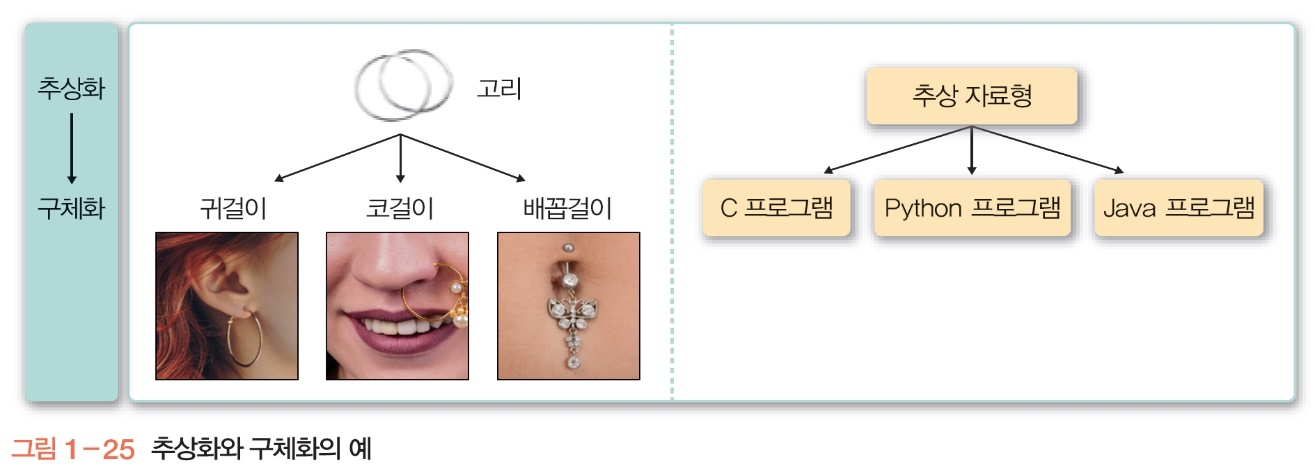 추상화
구체화
고리
귀걸이
코걸이
배꼽걸이
추상 자료형
C 프로그램
Python 프로그램
Java 프로그램
그림 1-25 추상화와 구체화의 예